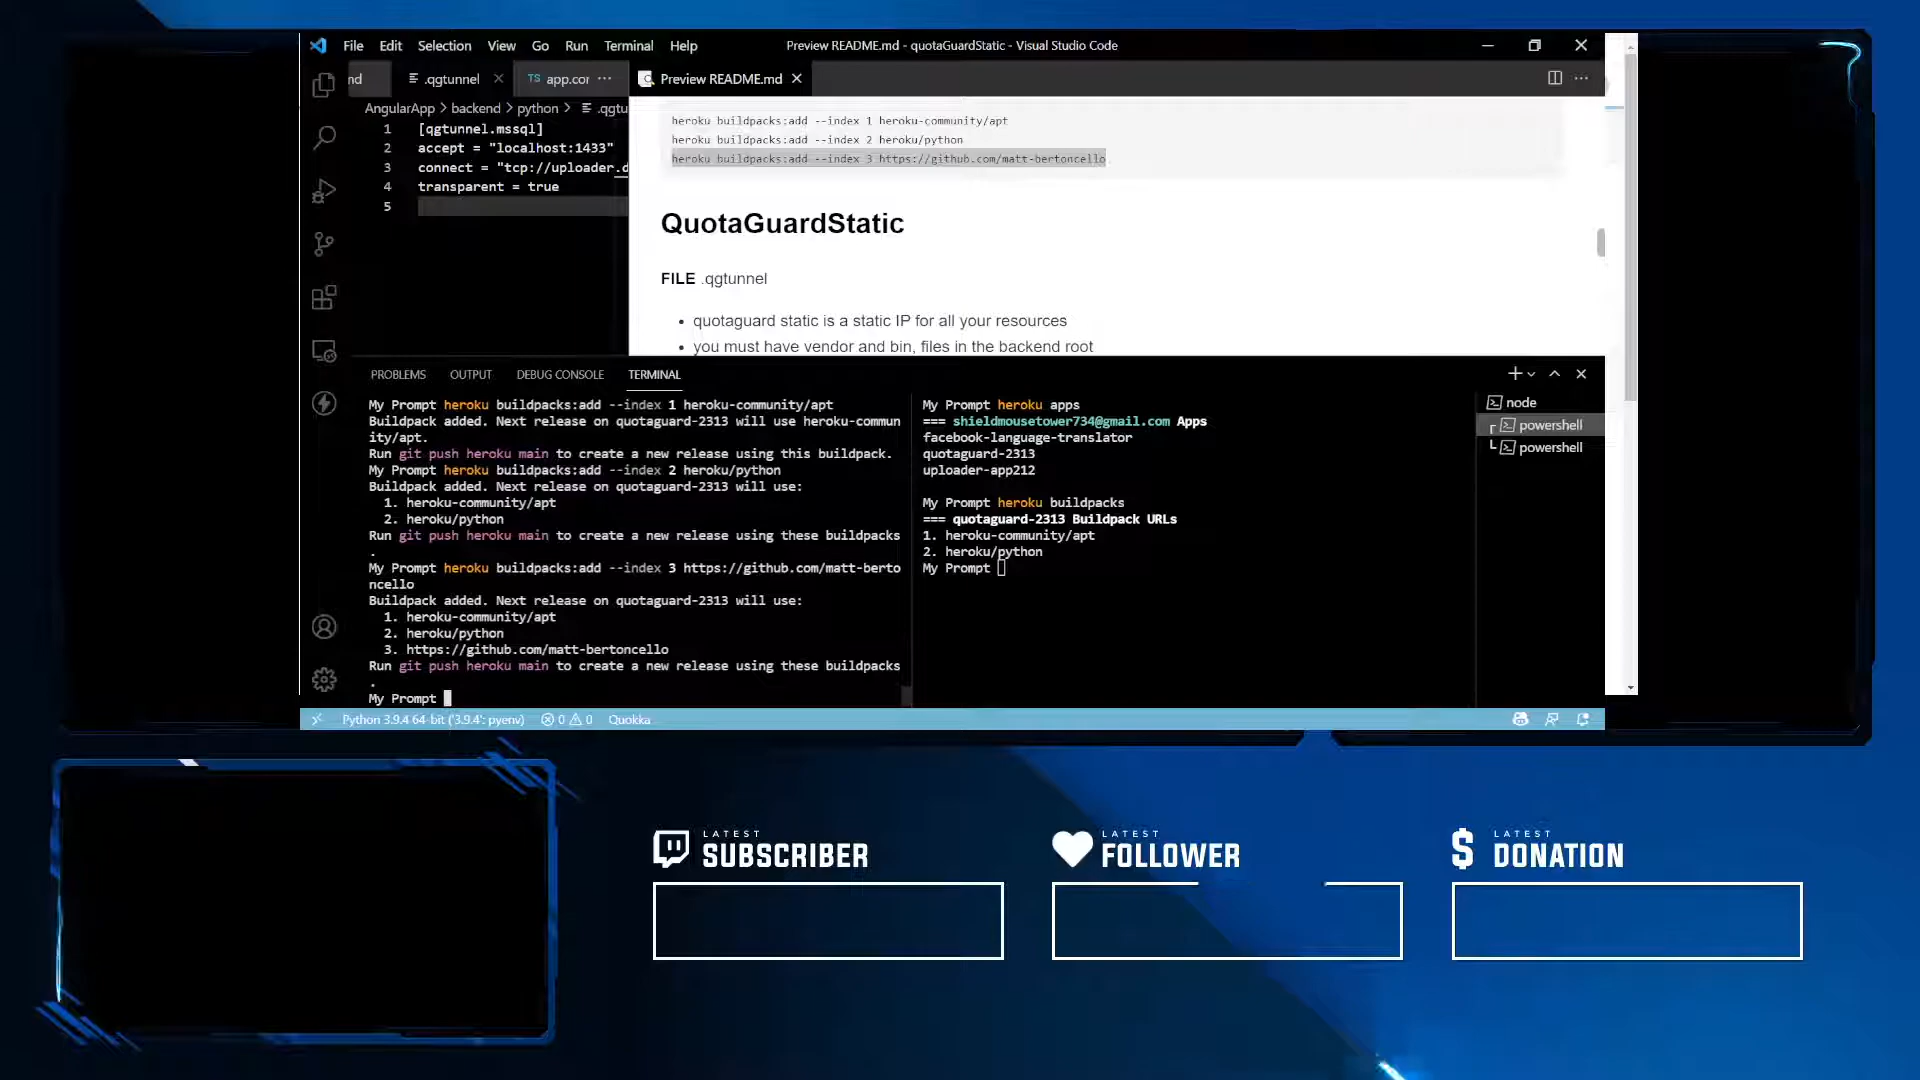 File Edit Selection View Go Run Terminal Help Preview README.md - quotaGuardStatic - Visual Studio Code
nd .qgtunnel TS app.cor ··· Preview README.md
AngularApp > backend > python > .qgtu
1 [qgtunnel.mssql]
2 accept = "localhost:1433"
3 connect = "tcp://uploader.d
4 transparent = true
5
heroku buildpacks:add --index 1 heroku-community/apt
heroku buildpacks:add --index 2 heroku/python
heroku buildpacks:add --index 3 https://github.com/matt-bertoncello
QuotaGuardStatic
FILE .qgtunnel
• quotaguard static is a static IP for all your resources
• you must have vendor and bin, files in the backend root
PROBLEMS OUTPUT DEBUG CONSOLE TERMINAL
My Prompt heroku buildpacks:add --index 1 heroku-community/apt
Buildpack added. Next release on quotaguard-2313 will use heroku-commun
ity/apt.
Run git push heroku main to create a new release using this buildpack.
My Prompt heroku buildpacks:add --index 2 heroku/python
Buildpack added. Next release on quotaguard-2313 will use:
1. heroku-community/apt
2. heroku/python
Run git push heroku main to create a new release using these buildpacks
.
My Prompt heroku buildpacks:add --index 3 https://github.com/matt-berto
ncello
Buildpack added. Next release on quotaguard-2313 will use:
1. heroku-community/apt
2. heroku/python
3. https://github.com/matt-bertoncello
Run git push heroku main to create a new release using these buildpacks
.
My Prompt
My Prompt heroku apps
=== shieldmousetower734@gmail.com Apps
facebook-language-translator
quotaguard-2313
uploader-app212
My Prompt heroku buildpacks
=== quotaguard-2313 Buildpack URLs
1. heroku-community/apt
2. heroku/python
My Prompt
node
powershell
powershell
Python 3.9.4 64-bit ('3.9.4': pyenv) 0 0 Quokka
LATEST
SUBSCRIBER
LATEST
FOLLOWER
LATEST
DONATION